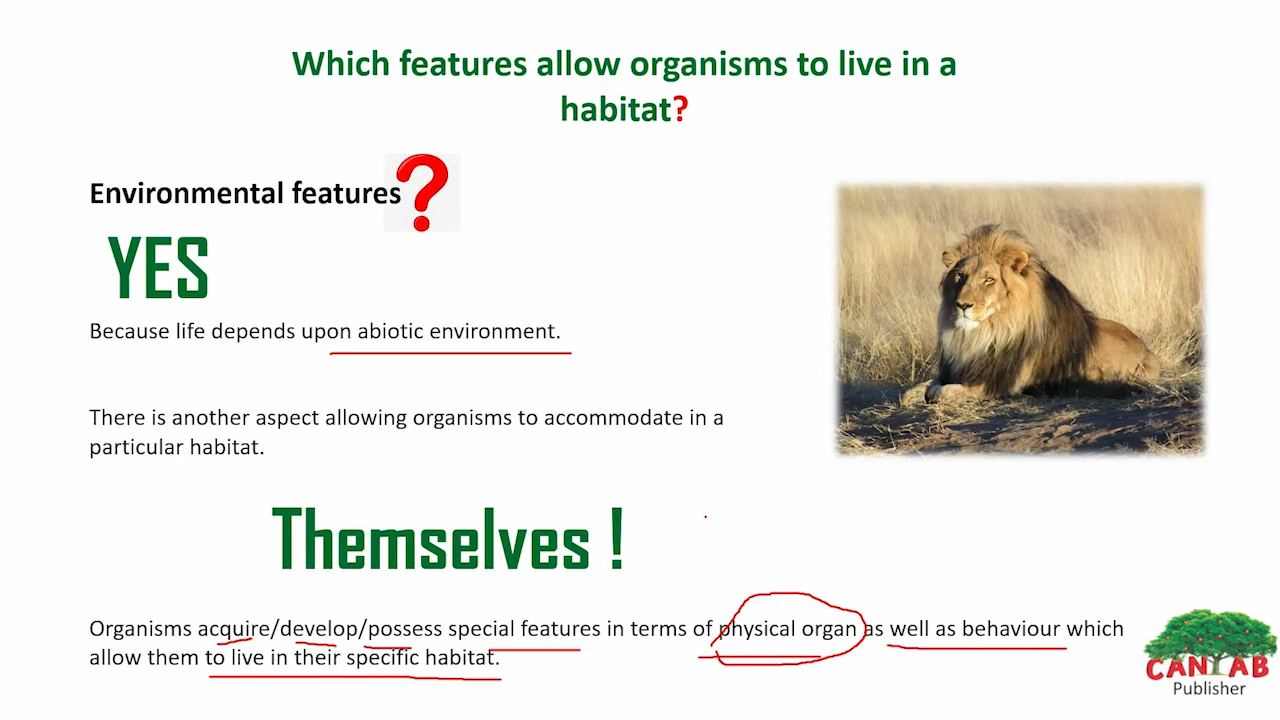 Which features allow organisms to live in a
habitat?
Environmental features?
YES
Because life depends upon abiotic environment.
There is another aspect allowing organisms to accommodate in a
particular habitat.
Themselves !
Organisms acquire/develop/possess special features in terms of physical organ as well as behaviour which
allow them to live in their specific habitat.
CANTAB
Publisher